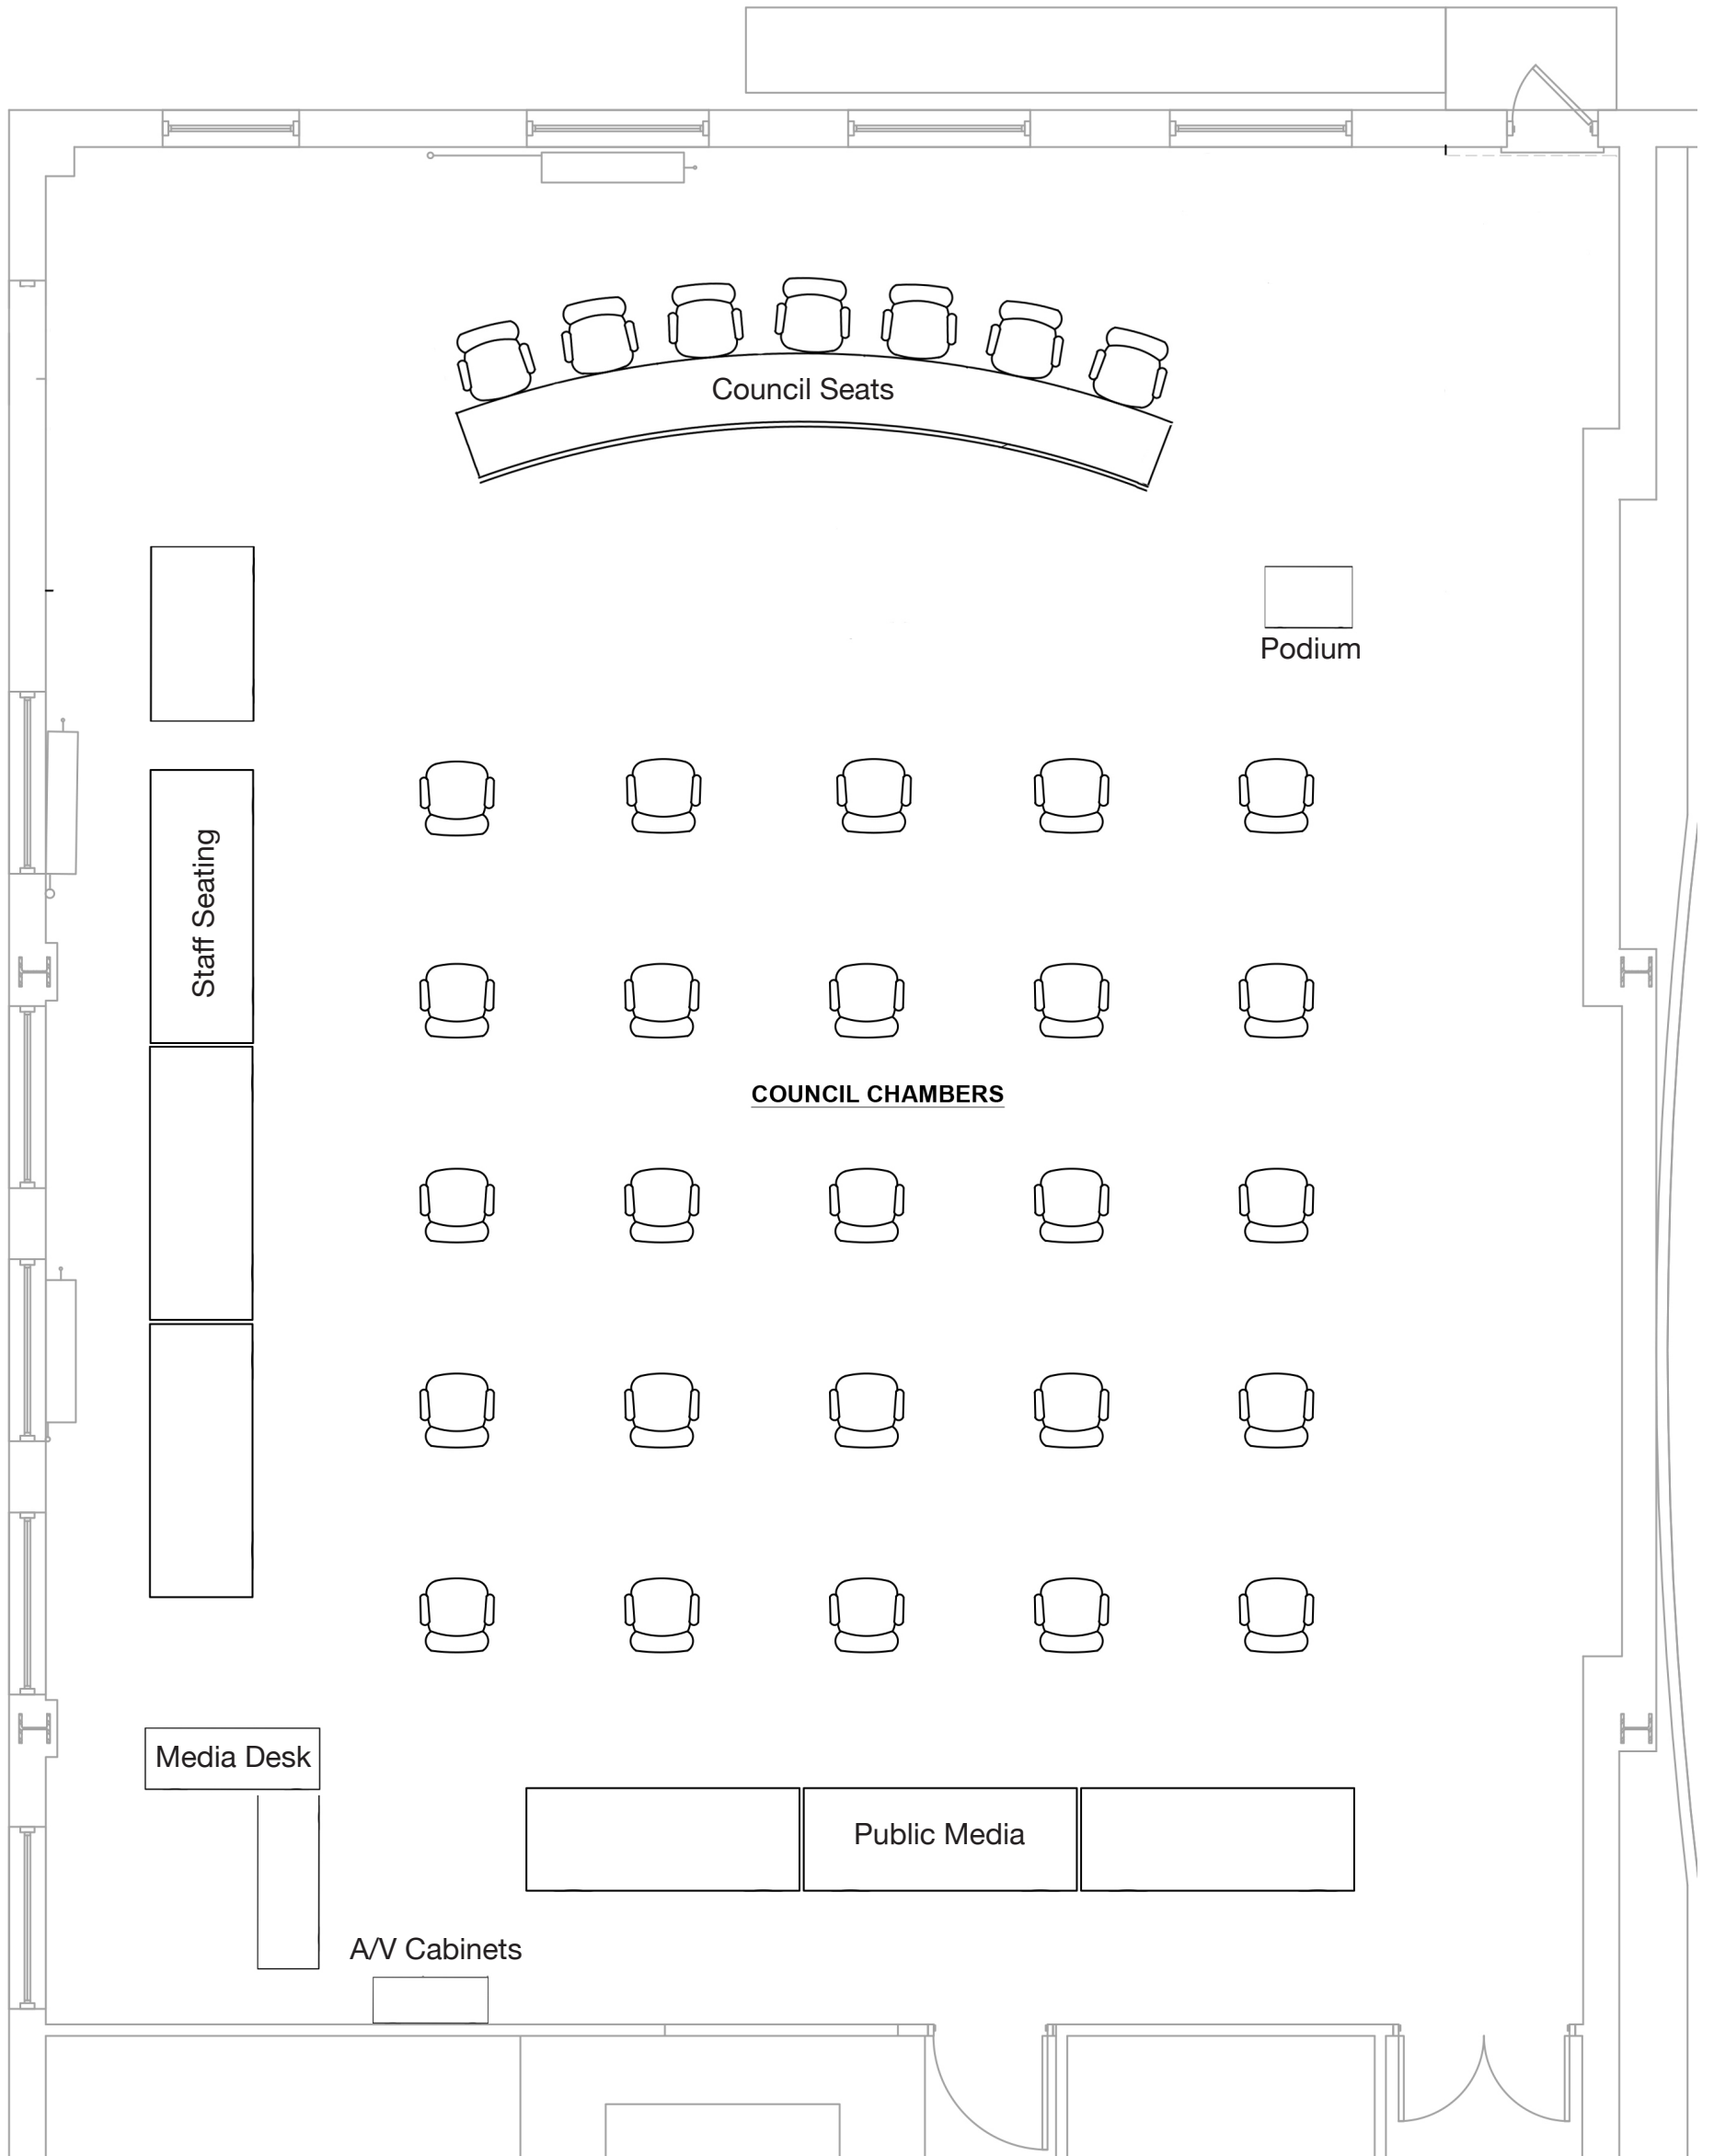 Council Seats
Podium
Staff Seating
COUNCIL CHAMBERS
Media Desk
Public Media
A/V Cabinets